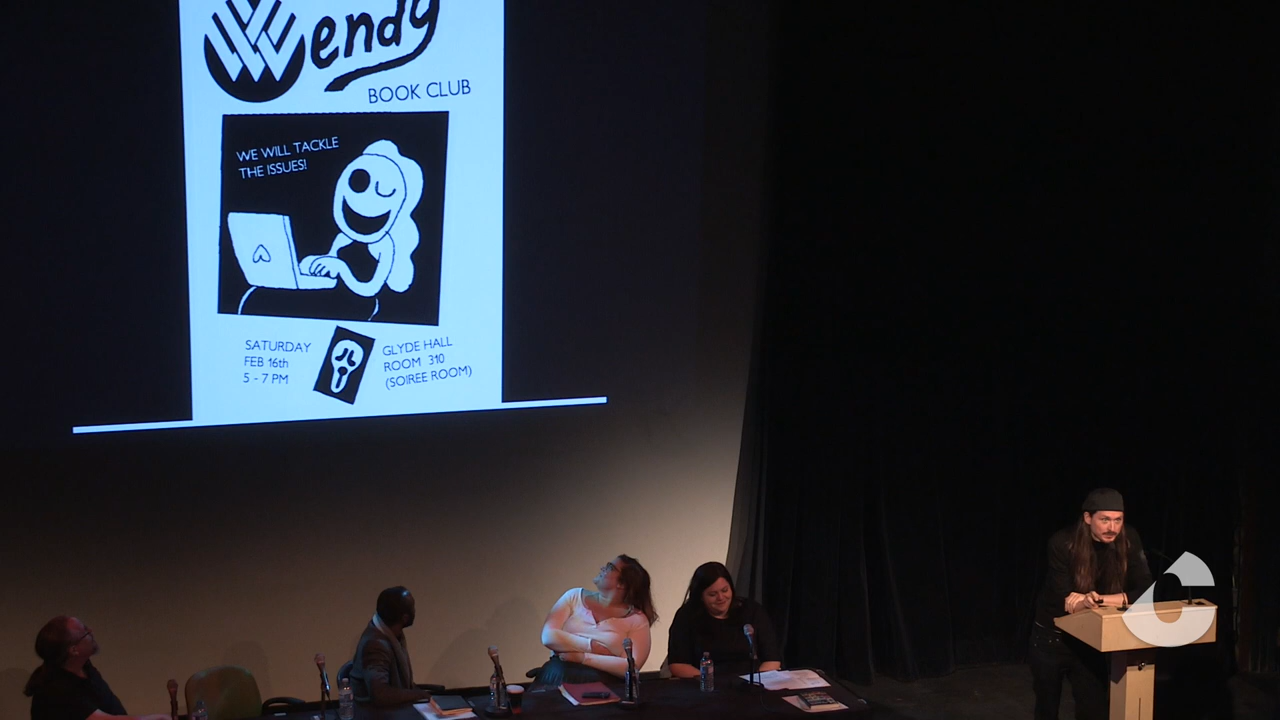 Wendy
BOOK CLUB
WE WILL TACKLE
THE ISSUES!
SATURDAY
FEB 16th
5 - 7 PM
GLYDE HALL
ROOM 310
(SOIREE ROOM)